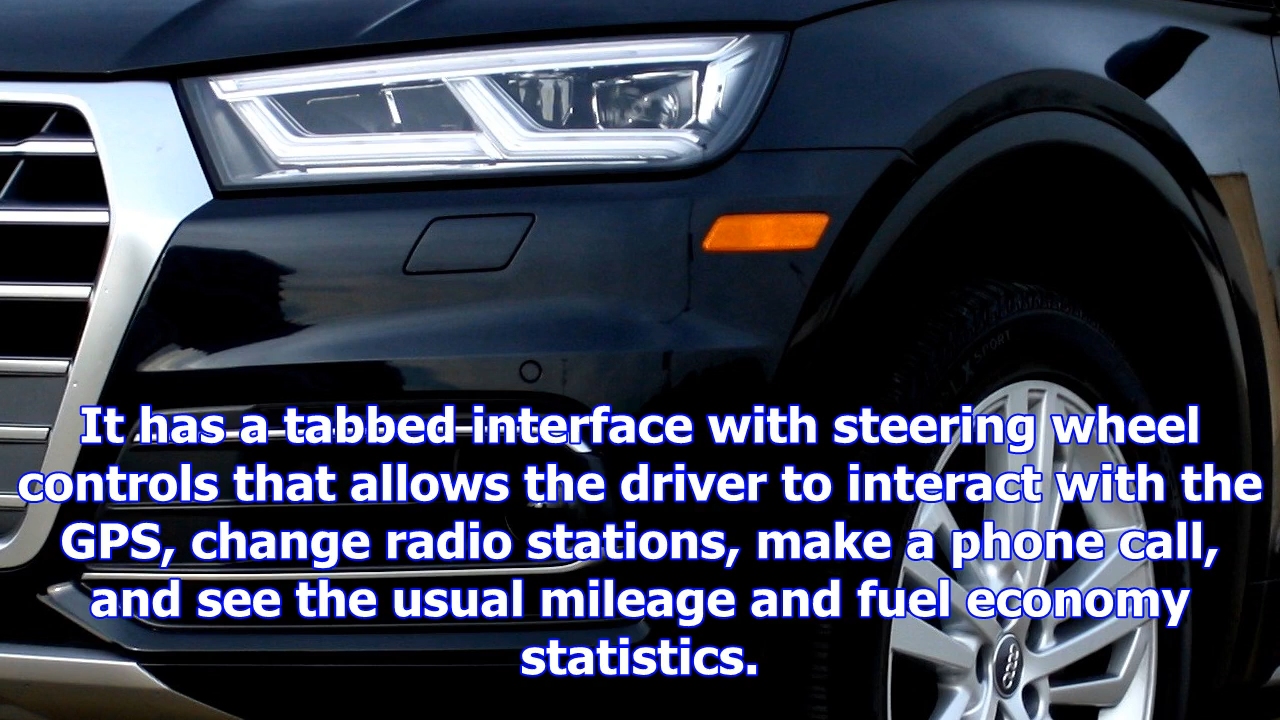 SPORT
It has a tabbed interface with steering wheel
controls that allows the driver to interact with the
GPS, change radio stations, make a phone call,
and see the usual mileage and fuel economy
statistics.